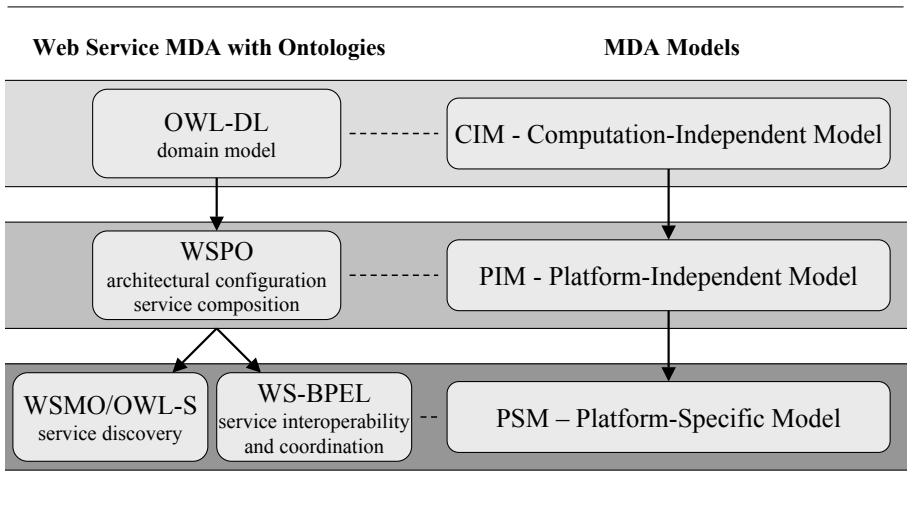 Web Service MDA with Ontologies
MDA Models
OWL-DL
domain model
CIM - Computation-Independent Model
WSPO
architectural configuration
service composition
PIM - Platform-Independent Model
WSMO/OWL-S
service discovery
WS-BPEL
service interoperability
and coordination
PSM – Platform-Specific Model